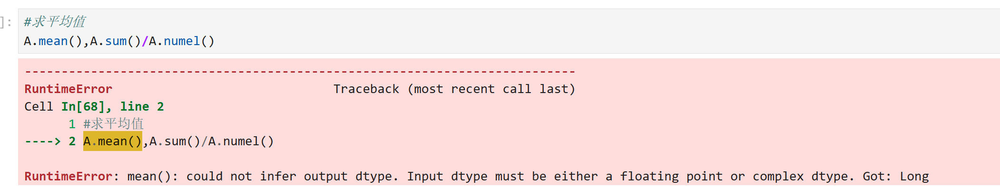 ]:
#求平均值
A.mean(),A.sum()/A.numel()
---------------------------------------------------------------------------
RuntimeError Traceback (most recent call last)
Cell In[68], line 2
1 #求平均值
----> 2 A.mean(),A.sum()/A.numel()
RuntimeError: mean(): could not infer output dtype. Input dtype must be either a floating point or complex dtype. Got: Long